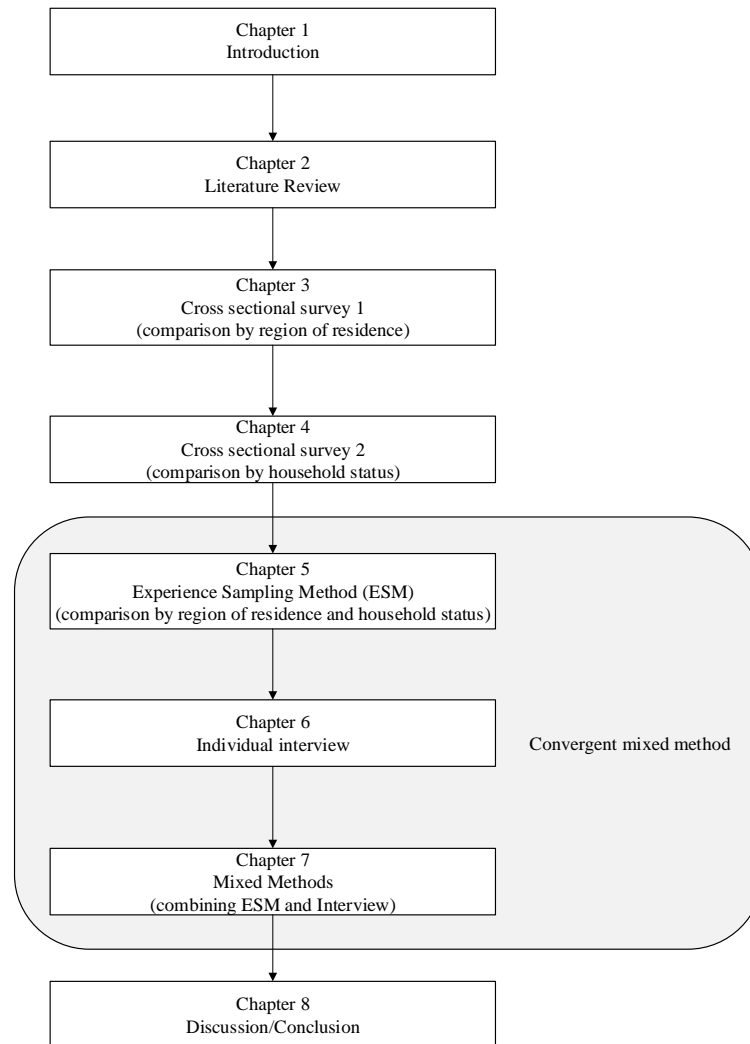 Chapter 1
Introduction
Chapter 2
Literature Review
Chapter 3
Cross sectional survey 1
(comparison by region of residence)
Chapter 4
Cross sectional survey 2
(comparison by household status)
Chapter 5
Experience Sampling Method (ESM)
(comparison by region of residence and household status)
Chapter 6
Individual interview
Convergent mixed method
Chapter 7
Mixed Methods
(combining ESM and Interview)
Chapter 8
Discussion/Conclusion